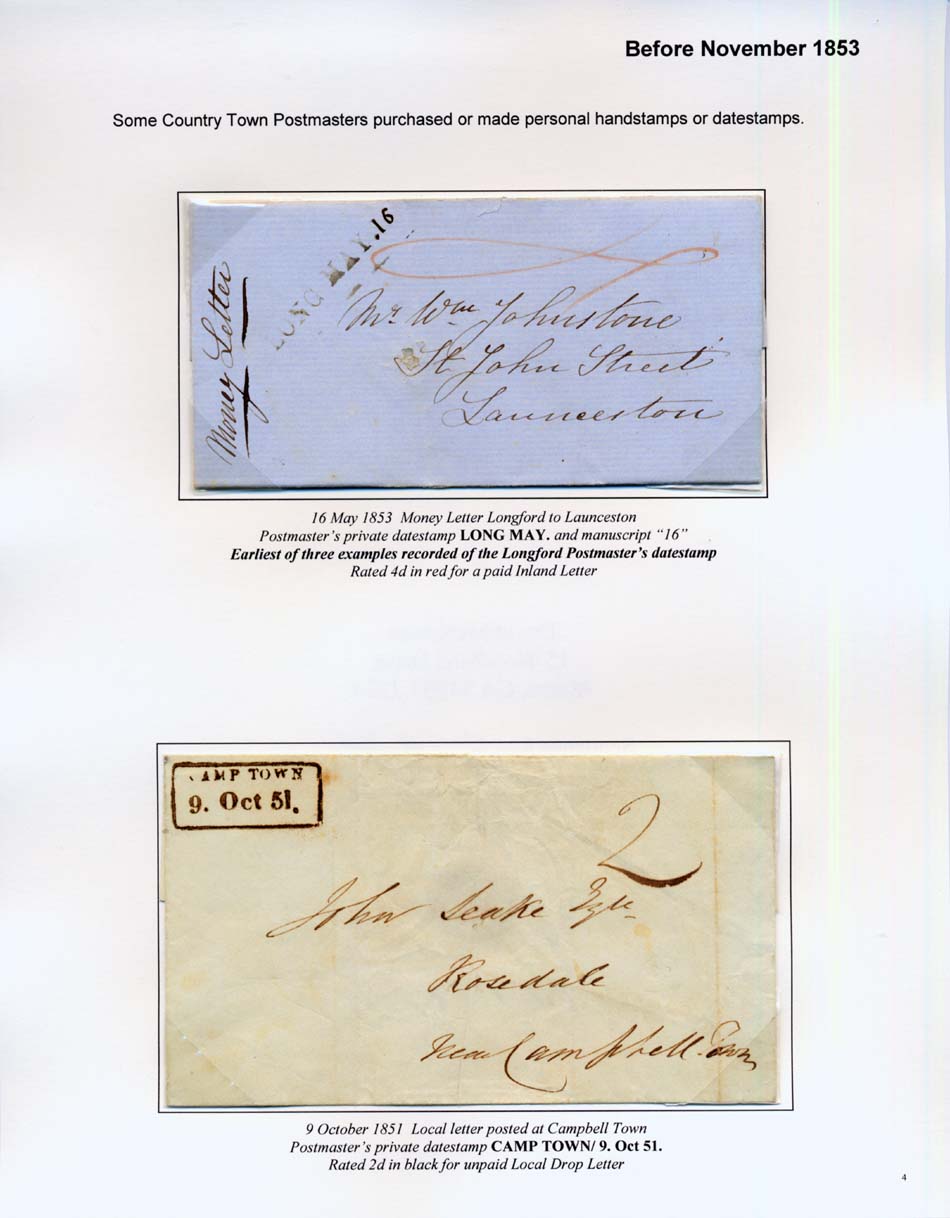 Before November 1853
Some Country Town Postmasters purchased or made personal handstamps or datestamps.
LONG MAY.16
Money Letter
Mr. Wm Johnstone
St. John Street
Launceston
16 May 1853 Money Letter Longford to Launceston
Postmaster's private datestamp LONG MAY. and manuscript "16"
Earliest of three examples recorded of the Longford Postmaster's datestamp
Rated 4d in red for a paid Inland Letter
CAMP TOWN
9. Oct 51.
2
John Leake Esqre
Rosedale
near Campbell Town
9 October 1851 Local letter posted at Campbell Town
Postmaster's private datestamp CAMP TOWN/ 9. Oct 51.
Rated 2d in black for unpaid Local Drop Letter
4